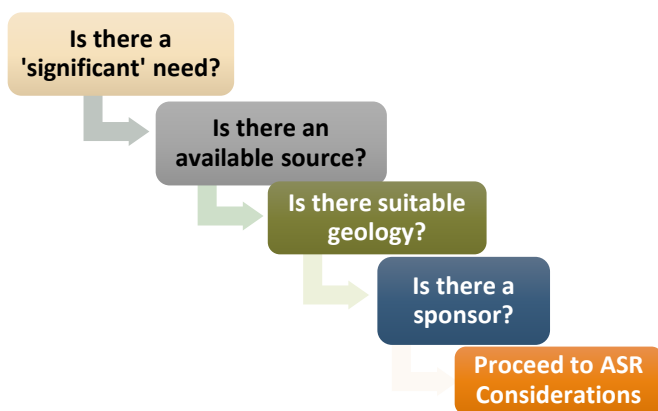 Is there a
'significant' need?
Is there an
available source?
Is there suitable
geology?
Is there a
sponsor?
Proceed to ASR
Considerations